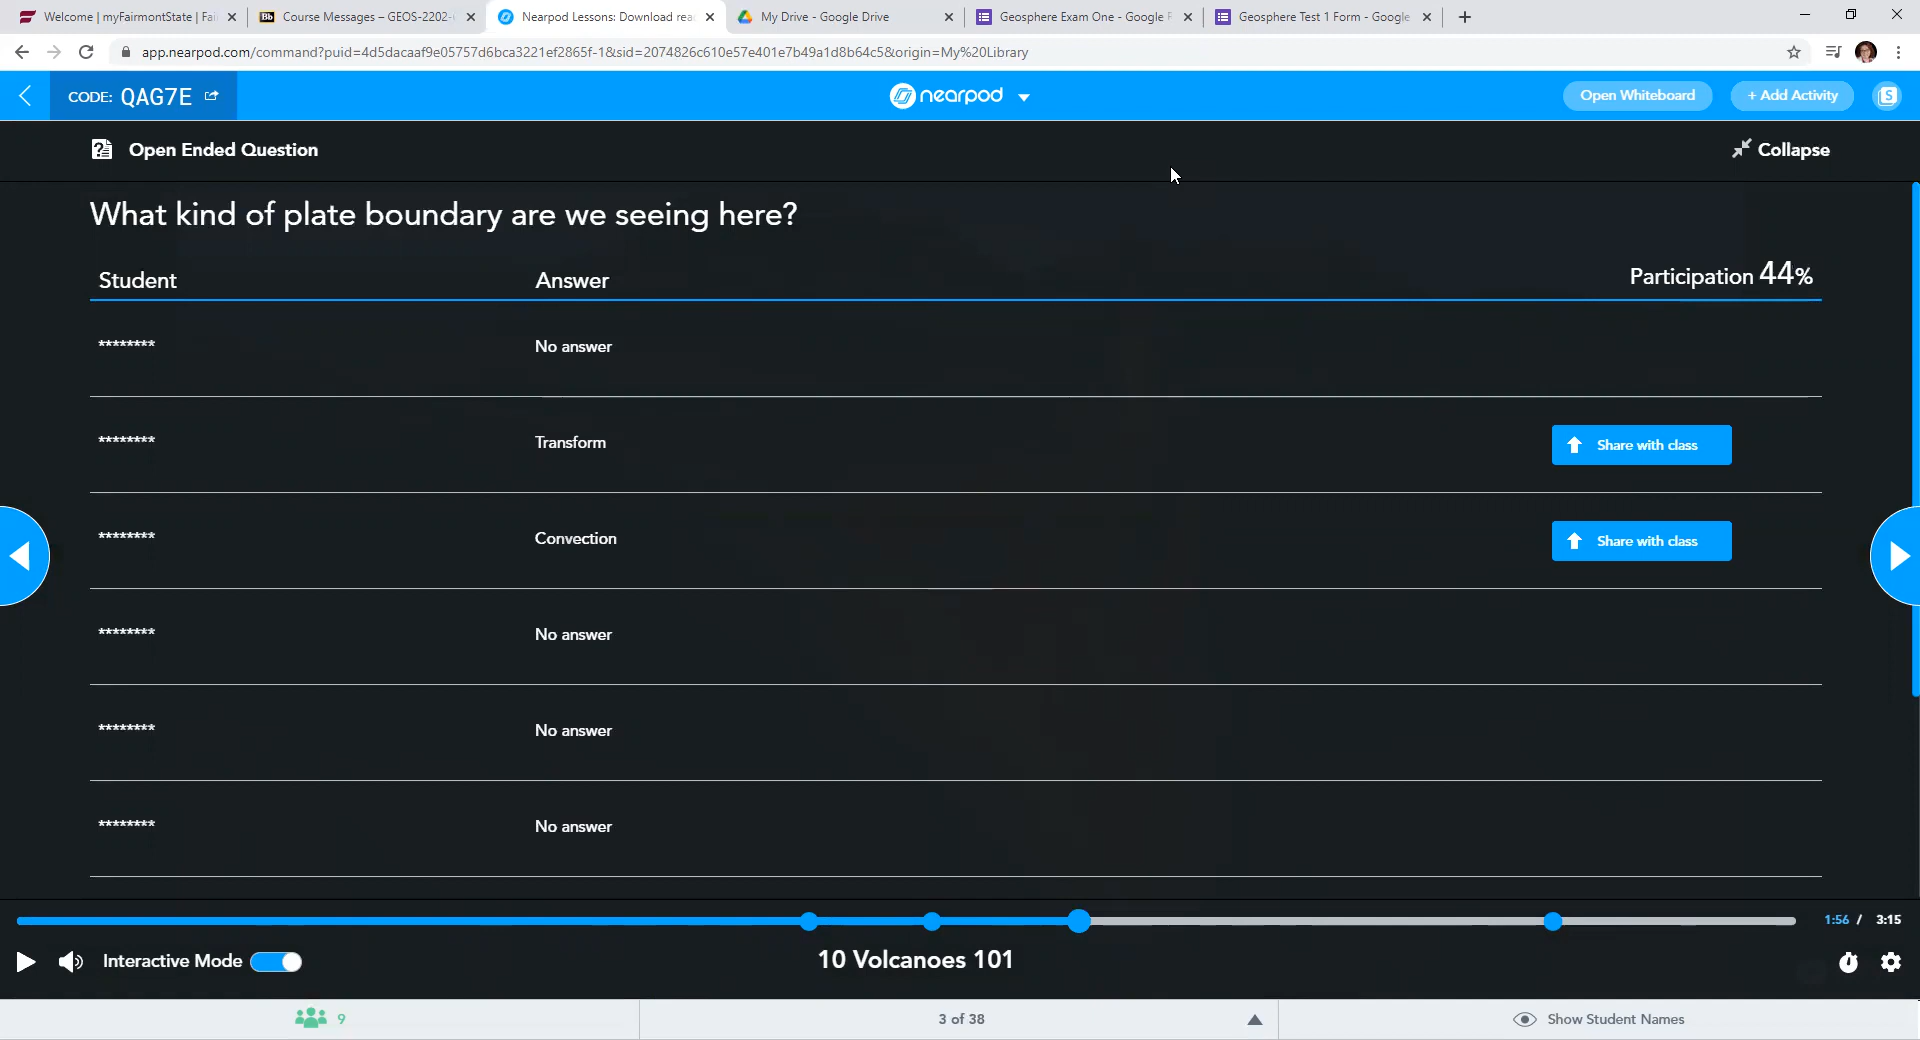 Welcome | myFairmontState | Fai
Course Messages – GEOS-2202-
Nearpod Lessons: Download rea
My Drive - Google Drive
Geosphere Exam One - Google F
Geosphere Test 1 Form - Google
app.nearpod.com/command?puid=4d5dacaaf9e05757d6bca3221ef2865f-1&sid=2074826c610e57e401e7b49a1d8b64c5&origin=My%20Library
CODE: QAG7E
nearpod
Open Whiteboard
+ Add Activity
S
Open Ended Question
Collapse
What kind of plate boundary are we seeing here?
Student Answer Participation 44%
******** No answer
******** Transform Share with class
******** Convection Share with class
******** No answer
******** No answer
******** No answer
1:56 / 3:15
Interactive Mode
10 Volcanoes 101
9
3 of 38
Show Student Names